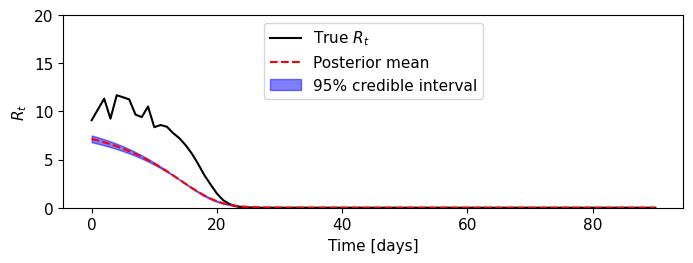 20
15
10
5
0
R_t
True R_t
Posterior mean
95% credible interval
0
20
40
60
80
Time [days]